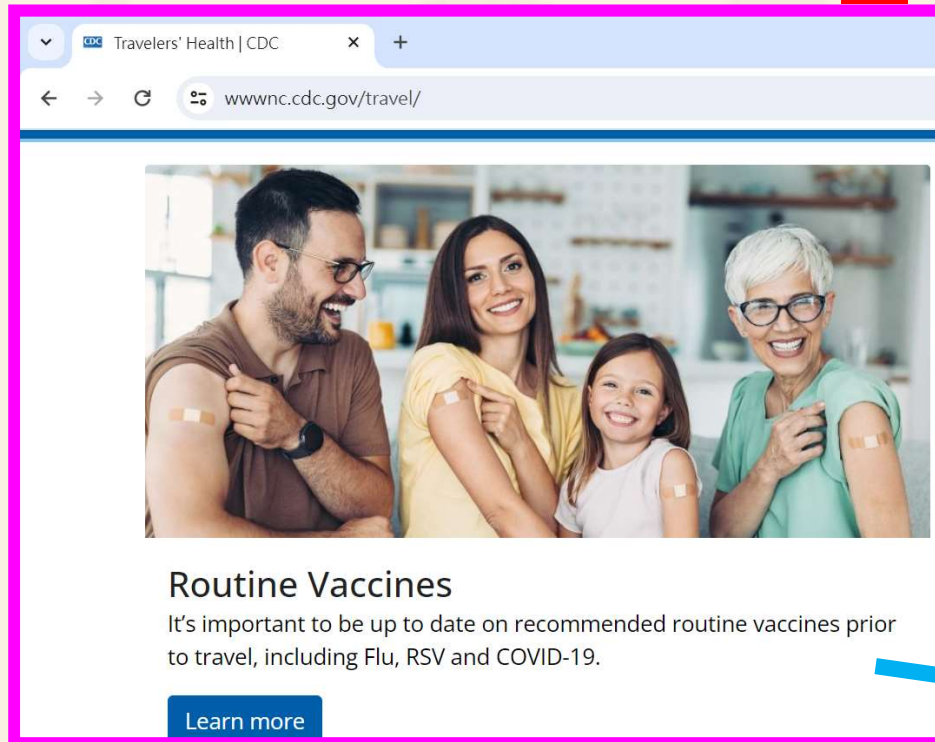 CDC Travelers' Health | CDC
wwwnc.cdc.gov/travel/
Routine Vaccines
It's important to be up to date on recommended routine vaccines prior
to travel, including Flu, RSV and COVID-19.
Learn more